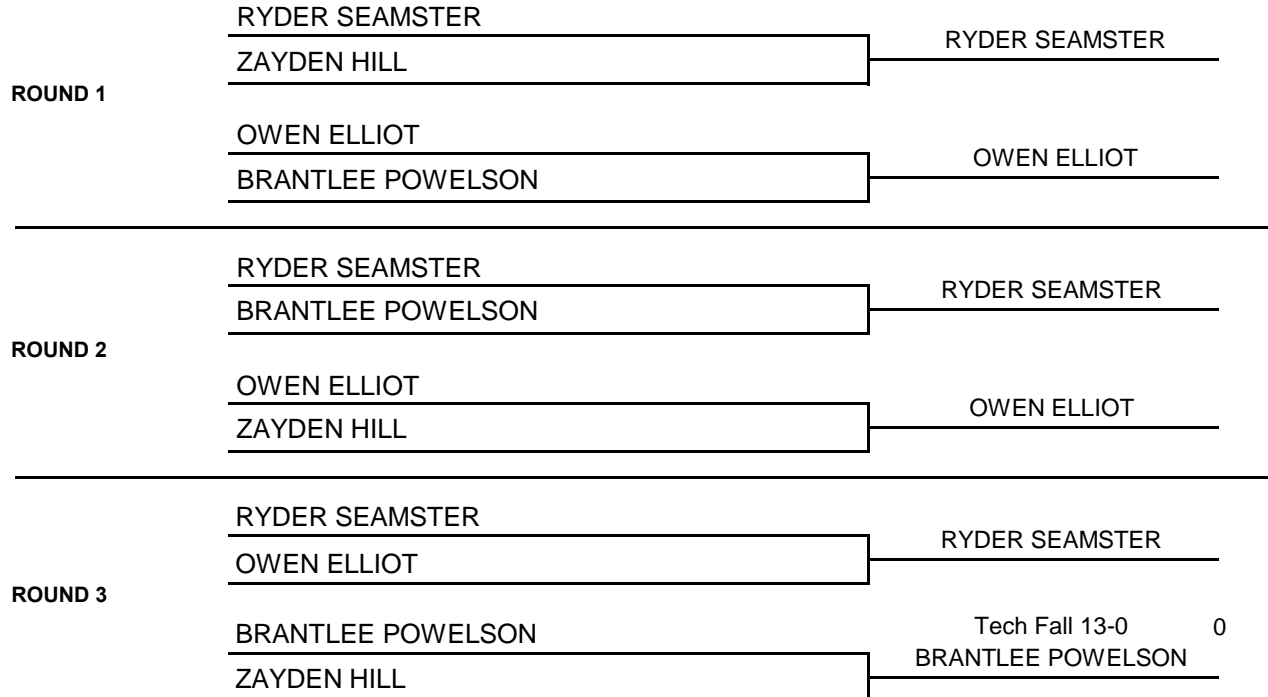 RYDER SEAMSTER
RYDER SEAMSTER
ZAYDEN HILL
ROUND 1
OWEN ELLIOT
OWEN ELLIOT
BRANTLEE POWELSON
RYDER SEAMSTER
RYDER SEAMSTER
BRANTLEE POWELSON
ROUND 2
OWEN ELLIOT
OWEN ELLIOT
ZAYDEN HILL
RYDER SEAMSTER
RYDER SEAMSTER
OWEN ELLIOT
ROUND 3
BRANTLEE POWELSON
Tech Fall 13-0 0
BRANTLEE POWELSON
ZAYDEN HILL